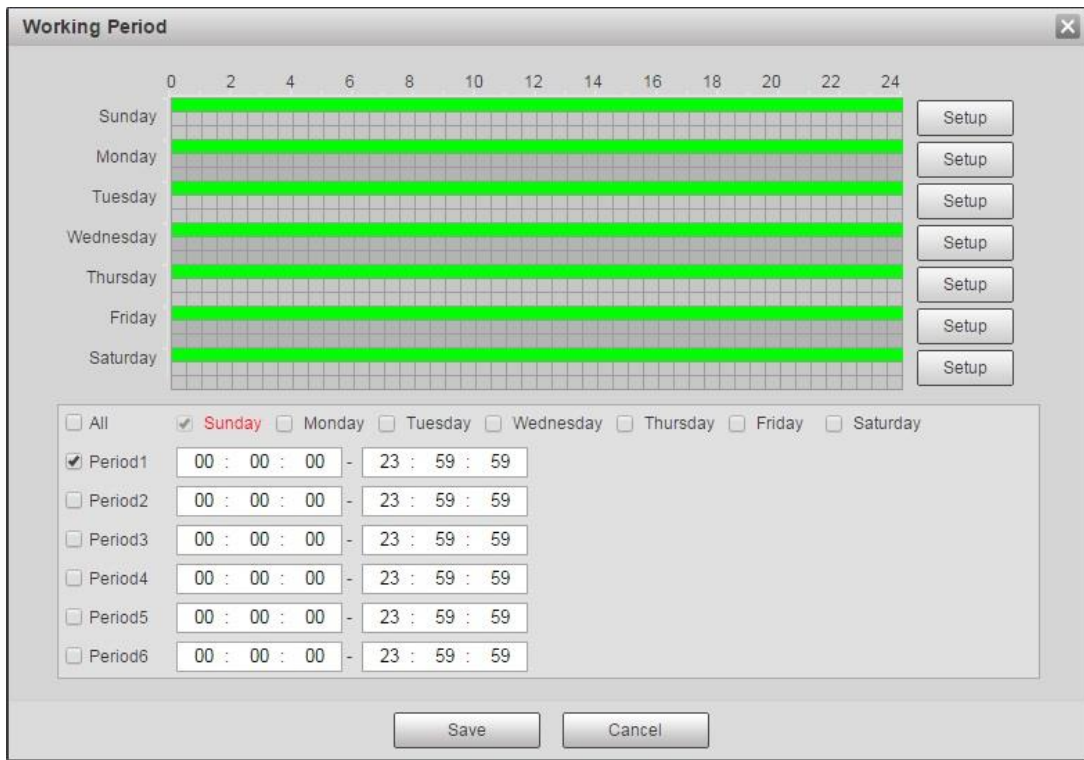 Working Period
0 2 4 6 8 10 12 14 16 18 20 22 24
Sunday Setup
Monday Setup
Tuesday Setup
Wednesday Setup
Thursday Setup
Friday Setup
Saturday Setup
All Sunday Monday Tuesday Wednesday Thursday Friday Saturday
Period1 00 : 00 : 00 - 23 : 59 : 59
Period2 00 : 00 : 00 - 23 : 59 : 59
Period3 00 : 00 : 00 - 23 : 59 : 59
Period4 00 : 00 : 00 - 23 : 59 : 59
Period5 00 : 00 : 00 - 23 : 59 : 59
Period6 00 : 00 : 00 - 23 : 59 : 59
Save Cancel